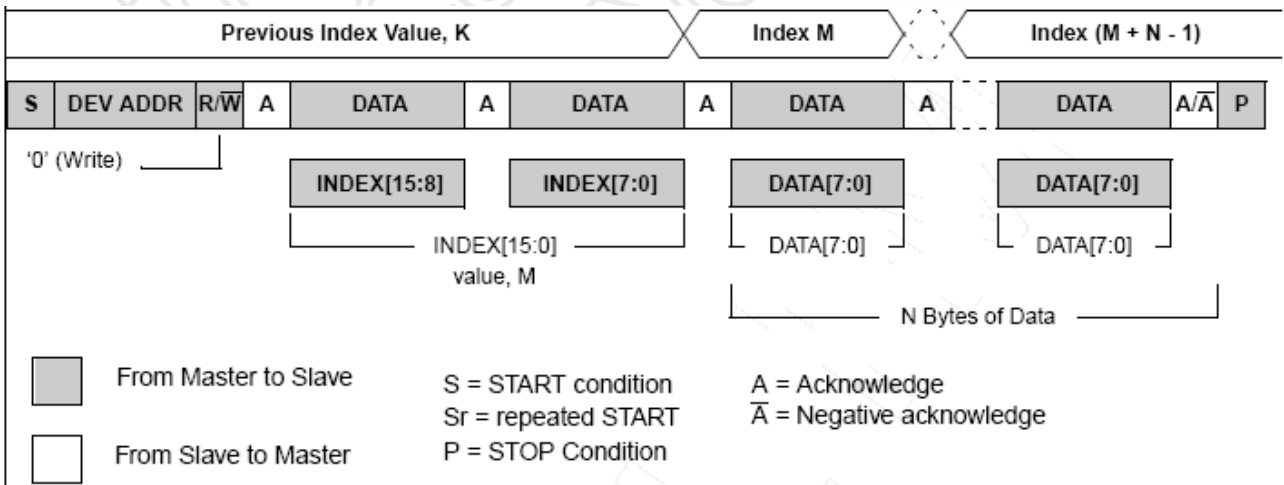 Previous Index Value, K Index M Index (M + N - 1)
S DEV ADDR R/W̅ A DATA A DATA A DATA A DATA A/A̅ P
'0' (Write)
INDEX[15:8] INDEX[7:0] DATA[7:0] DATA[7:0]
INDEX[15:0] DATA[7:0] DATA[7:0]
value, M
N Bytes of Data
From Master to Slave
S = START condition
A = Acknowledge
Sr = repeated START
A̅ = Negative acknowledge
From Slave to Master
P = STOP Condition